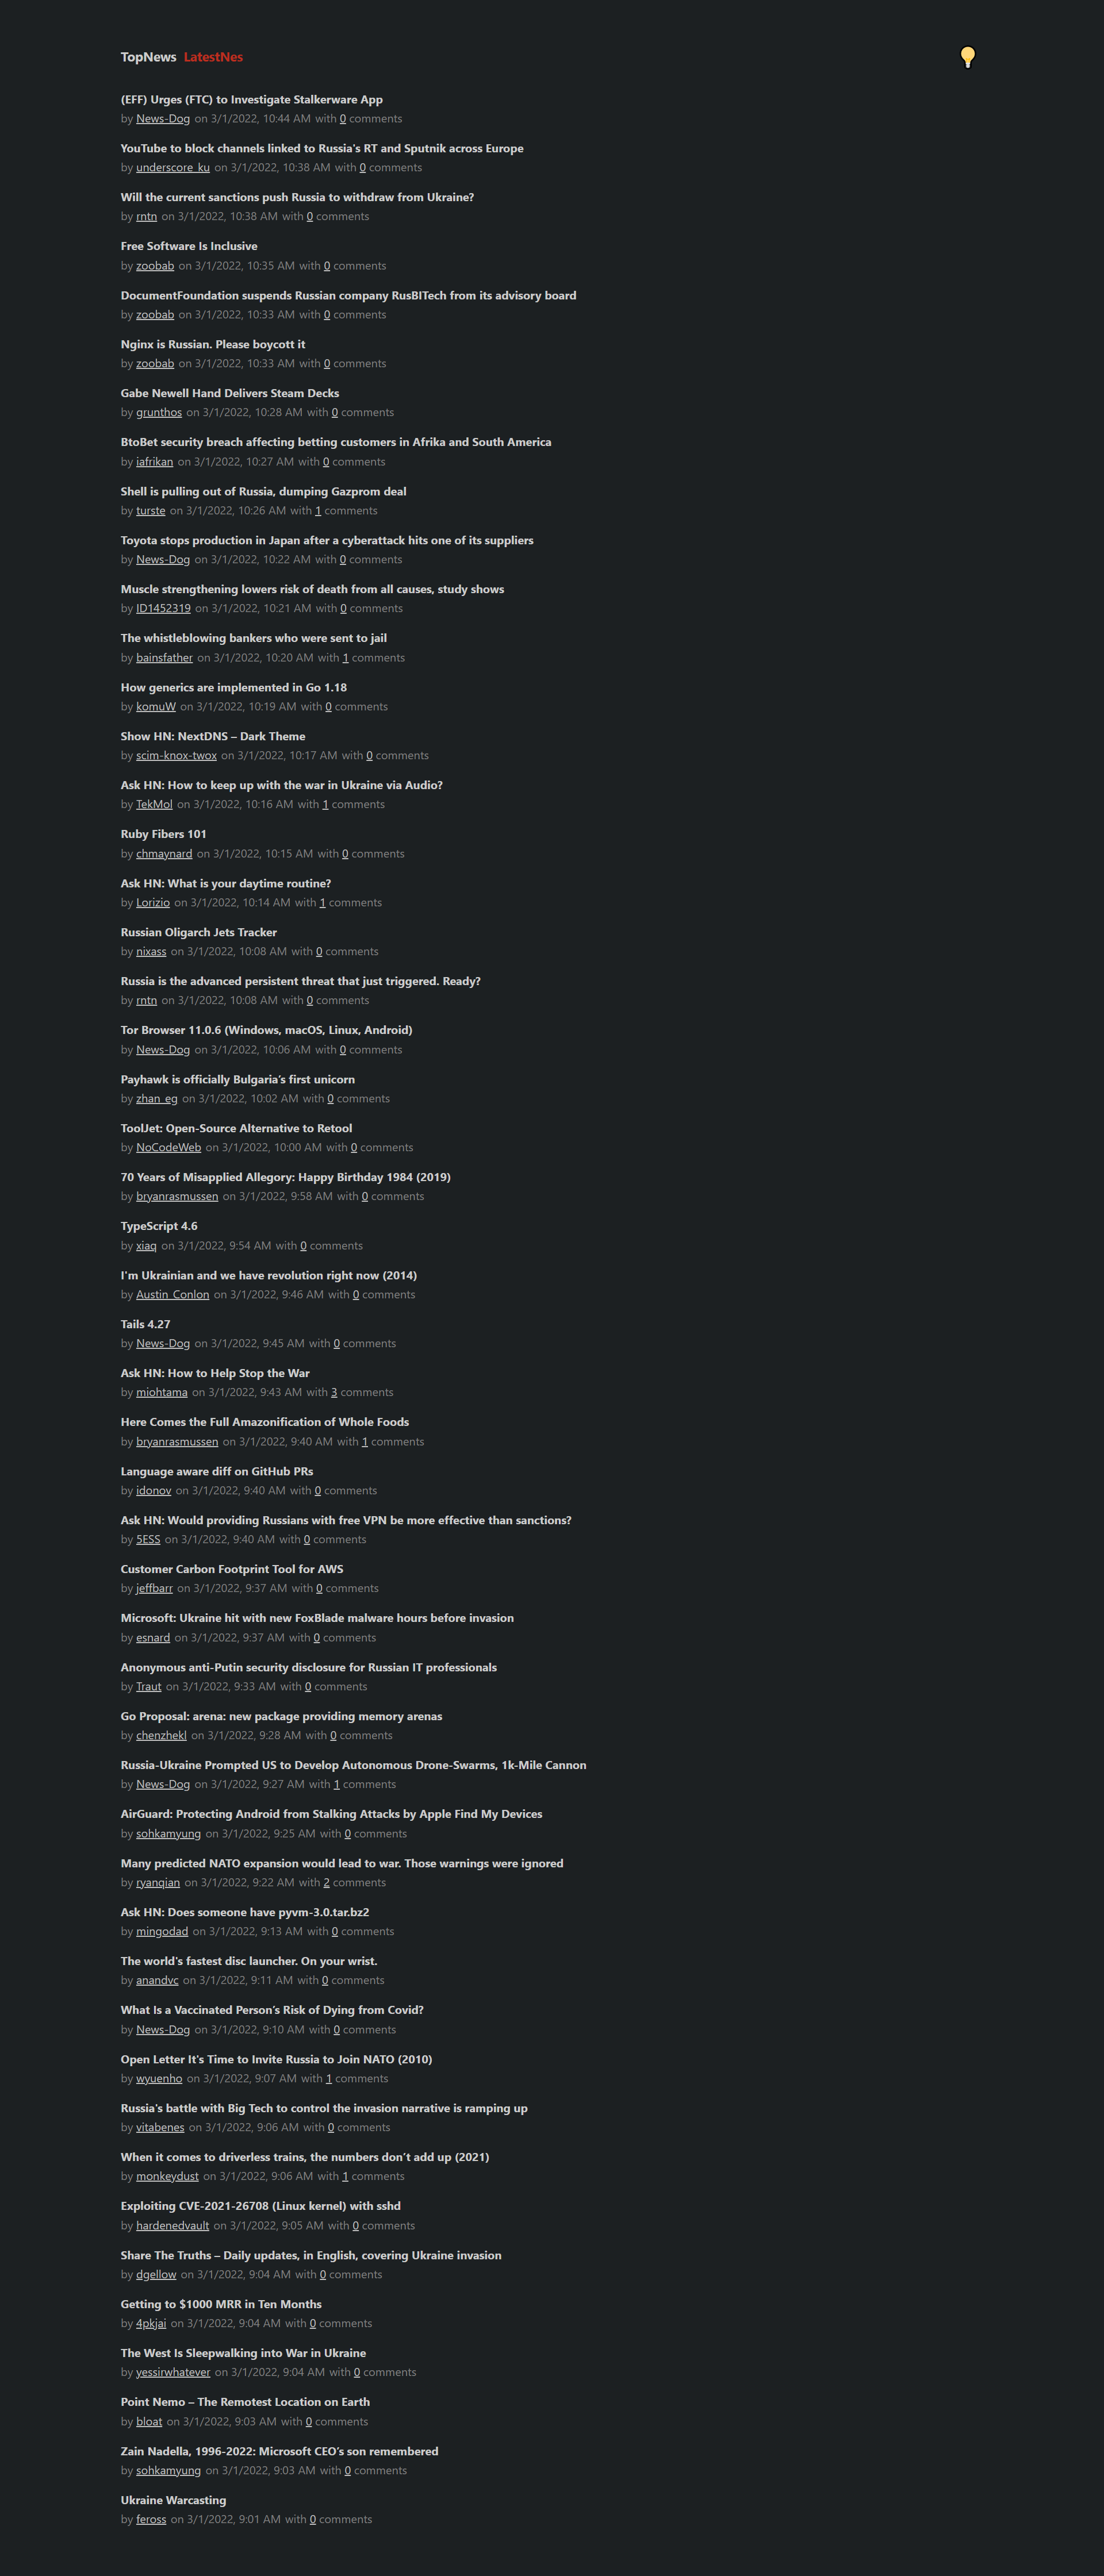 TopNews LatestNes
(EFF) Urges (FTC) to Investigate Stalkerware App
by News-Dog on 3/1/2022, 10:44 AM with 0 comments
YouTube to block channels linked to Russia's RT and Sputnik across Europe
by underscore_ku on 3/1/2022, 10:38 AM with 0 comments
Will the current sanctions push Russia to withdraw from Ukraine?
by rntn on 3/1/2022, 10:38 AM with 0 comments
Free Software Is Inclusive
by zoobab on 3/1/2022, 10:35 AM with 0 comments
DocumentFoundation suspends Russian company RusBITech from its advisory board
by zoobab on 3/1/2022, 10:33 AM with 0 comments
Nginx is Russian. Please boycott it
by zoobab on 3/1/2022, 10:33 AM with 0 comments
Gabe Newell Hand Delivers Steam Decks
by grunthos on 3/1/2022, 10:28 AM with 0 comments
BtoBet security breach affecting betting customers in Afrika and South America
by iafrikan on 3/1/2022, 10:27 AM with 0 comments
Shell is pulling out of Russia, dumping Gazprom deal
by turste on 3/1/2022, 10:26 AM with 1 comments
Toyota stops production in Japan after a cyberattack hits one of its suppliers
by News-Dog on 3/1/2022, 10:22 AM with 0 comments
Muscle strengthening lowers risk of death from all causes, study shows
by ID1452319 on 3/1/2022, 10:21 AM with 0 comments
The whistleblowing bankers who were sent to jail
by bainsfather on 3/1/2022, 10:20 AM with 1 comments
How generics are implemented in Go 1.18
by komuW on 3/1/2022, 10:19 AM with 0 comments
Show HN: NextDNS – Dark Theme
by scim-knox-twox on 3/1/2022, 10:17 AM with 0 comments
Ask HN: How to keep up with the war in Ukraine via Audio?
by TekMol on 3/1/2022, 10:16 AM with 1 comments
Ruby Fibers 101
by chmaynard on 3/1/2022, 10:15 AM with 0 comments
Ask HN: What is your daytime routine?
by Lorizio on 3/1/2022, 10:14 AM with 1 comments
Russian Oligarch Jets Tracker
by nixass on 3/1/2022, 10:08 AM with 0 comments
Russia is the advanced persistent threat that just triggered. Ready?
by rntn on 3/1/2022, 10:08 AM with 0 comments
Tor Browser 11.0.6 (Windows, macOS, Linux, Android)
by News-Dog on 3/1/2022, 10:06 AM with 0 comments
Payhawk is officially Bulgaria's first unicorn
by zhan_eg on 3/1/2022, 10:02 AM with 0 comments
ToolJet: Open-Source Alternative to Retool
by NoCodeWeb on 3/1/2022, 10:00 AM with 0 comments
70 Years of Misapplied Allegory: Happy Birthday 1984 (2019)
by bryanrasmussen on 3/1/2022, 9:58 AM with 0 comments
TypeScript 4.6
by xiaq on 3/1/2022, 9:54 AM with 0 comments
I'm Ukrainian and we have revolution right now (2014)
by Austin_Conlon on 3/1/2022, 9:46 AM with 0 comments
Tails 4.27
by News-Dog on 3/1/2022, 9:45 AM with 0 comments
Ask HN: How to Help Stop the War
by miohtama on 3/1/2022, 9:43 AM with 3 comments
Here Comes the Full Amazonification of Whole Foods
by bryanrasmussen on 3/1/2022, 9:40 AM with 1 comments
Language aware diff on GitHub PRs
by idonov on 3/1/2022, 9:40 AM with 0 comments
Ask HN: Would providing Russians with free VPN be more effective than sanctions?
by 5ESS on 3/1/2022, 9:40 AM with 0 comments
Customer Carbon Footprint Tool for AWS
by jeffbarr on 3/1/2022, 9:37 AM with 0 comments
Microsoft: Ukraine hit with new FoxBlade malware hours before invasion
by esnard on 3/1/2022, 9:37 AM with 0 comments
Anonymous anti-Putin security disclosure for Russian IT professionals
by Traut on 3/1/2022, 9:33 AM with 0 comments
Go Proposal: arena: new package providing memory arenas
by chenzhekl on 3/1/2022, 9:28 AM with 0 comments
Russia-Ukraine Prompted US to Develop Autonomous Drone-Swarms, 1k-Mile Cannon
by News-Dog on 3/1/2022, 9:27 AM with 1 comments
AirGuard: Protecting Android from Stalking Attacks by Apple Find My Devices
by sohkamyung on 3/1/2022, 9:25 AM with 0 comments
Many predicted NATO expansion would lead to war. Those warnings were ignored
by ryanqian on 3/1/2022, 9:22 AM with 2 comments
Ask HN: Does someone have pyvm-3.0.tar.bz2
by mingodad on 3/1/2022, 9:13 AM with 0 comments
The world's fastest disc launcher. On your wrist.
by anandvc on 3/1/2022, 9:11 AM with 0 comments
What Is a Vaccinated Person's Risk of Dying from Covid?
by News-Dog on 3/1/2022, 9:10 AM with 0 comments
Open Letter It's Time to Invite Russia to Join NATO (2010)
by wyuenho on 3/1/2022, 9:07 AM with 1 comments
Russia's battle with Big Tech to control the invasion narrative is ramping up
by vitabenes on 3/1/2022, 9:06 AM with 0 comments
When it comes to driverless trains, the numbers don't add up (2021)
by monkeydust on 3/1/2022, 9:06 AM with 1 comments
Exploiting CVE-2021-26708 (Linux kernel) with sshd
by hardenedvault on 3/1/2022, 9:05 AM with 0 comments
Share The Truths – Daily updates, in English, covering Ukraine invasion
by dgellow on 3/1/2022, 9:04 AM with 0 comments
Getting to $1000 MRR in Ten Months
by 4pkjai on 3/1/2022, 9:04 AM with 0 comments
The West Is Sleepwalking into War in Ukraine
by yessirwhatever on 3/1/2022, 9:04 AM with 0 comments
Point Nemo – The Remotest Location on Earth
by bloat on 3/1/2022, 9:03 AM with 0 comments
Zain Nadella, 1996-2022: Microsoft CEO's son remembered
by sohkamyung on 3/1/2022, 9:03 AM with 0 comments
Ukraine Warcasting
by feross on 3/1/2022, 9:01 AM with 0 comments